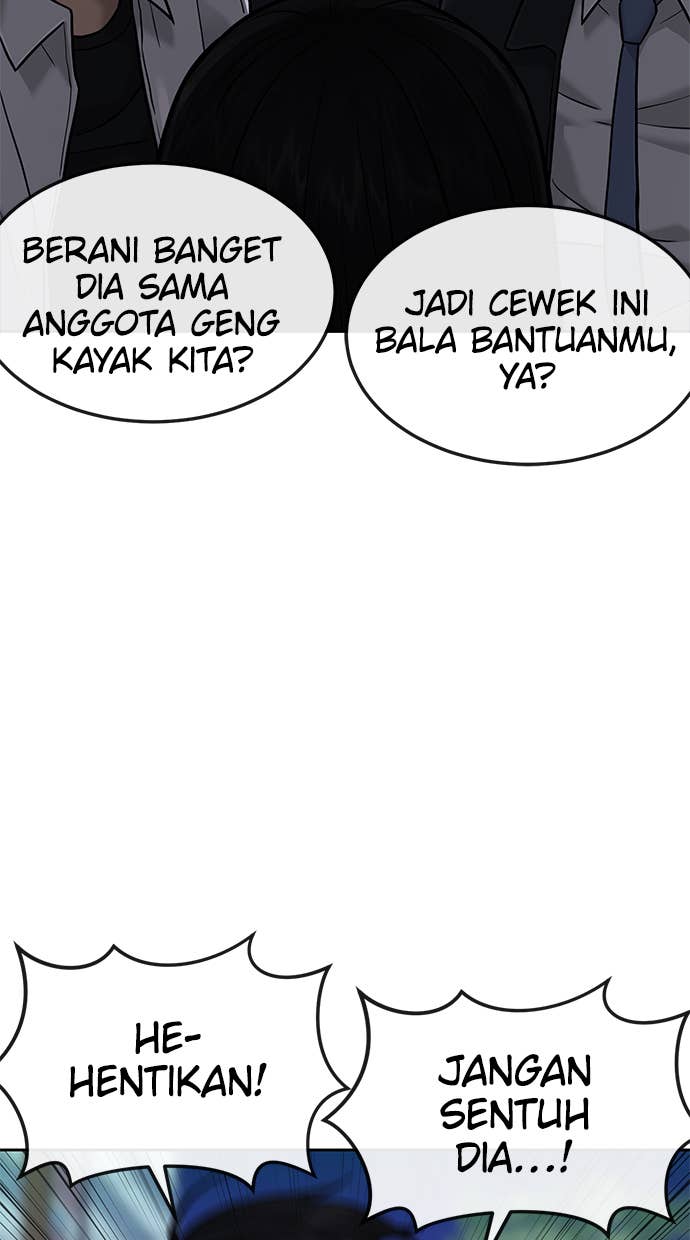 BERANI BANGET
DIA SAMA
ANGGOTA GENG
KAYAK KITA?
JADI CEWEK INI
BALA BANTUANMU,
YA?
HE-
HENTIKAN!
JANGAN
SENTUH
DIA...!